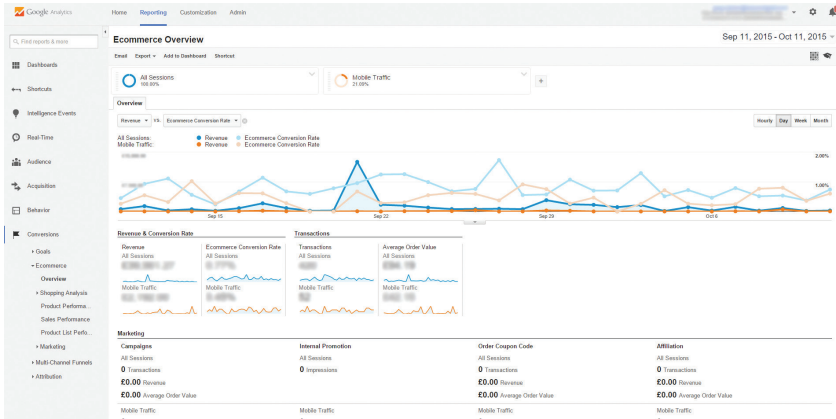 Google Analytics
Home Reporting Customization Admin
Find reports & more
Ecommerce Overview
Sep 11, 2015 - Oct 11, 2015
Email Export Add to Dashboard Shortcut
Dashboards
Shortcuts
Intelligence Events
Real-Time
Audience
Acquisition
Behavior
Conversions
Goals
Ecommerce
Overview
Shopping Analysis
Product Performa...
Sales Performance
Product List Perfo...
Marketing
Multi-Channel Funnels
Attribution
All Sessions
100.00%
Mobile Traffic
21.09%
+
Overview
Revenue VS. Ecommerce Conversion Rate
Hourly Day Week Month
All Sessions: Revenue Ecommerce Conversion Rate
Mobile Traffic: Revenue Ecommerce Conversion Rate
2.00%
1.00%
Sep 15 Sep 22 Sep 29 Oct 6
Revenue & Conversion Rate
Revenue
All Sessions
Mobile Traffic
Ecommerce Conversion Rate
All Sessions
Mobile Traffic
Transactions
Transactions
All Sessions
Mobile Traffic
Average Order Value
All Sessions
Mobile Traffic
Marketing
Campaigns
All Sessions
0 Transactions
£0.00 Revenue
£0.00 Average Order Value
Mobile Traffic
Internal Promotion
All Sessions
0 Impressions
Mobile Traffic
Order Coupon Code
All Sessions
0 Transactions
£0.00 Revenue
£0.00 Average Order Value
Mobile Traffic
Affiliation
All Sessions
0 Transactions
£0.00 Revenue
£0.00 Average Order Value
Mobile Traffic